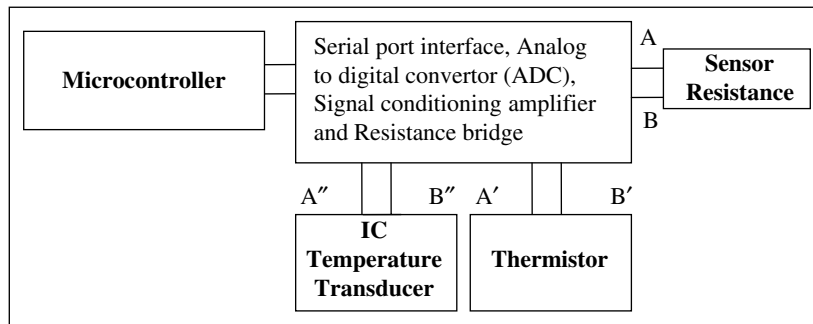 Microcontroller
Serial port interface, Analog
to digital convertor (ADC),
Signal conditioning amplifier
and Resistance bridge
A
B
Sensor
Resistance
A″
B″
A′
B′
IC
Temperature
Transducer
Thermistor